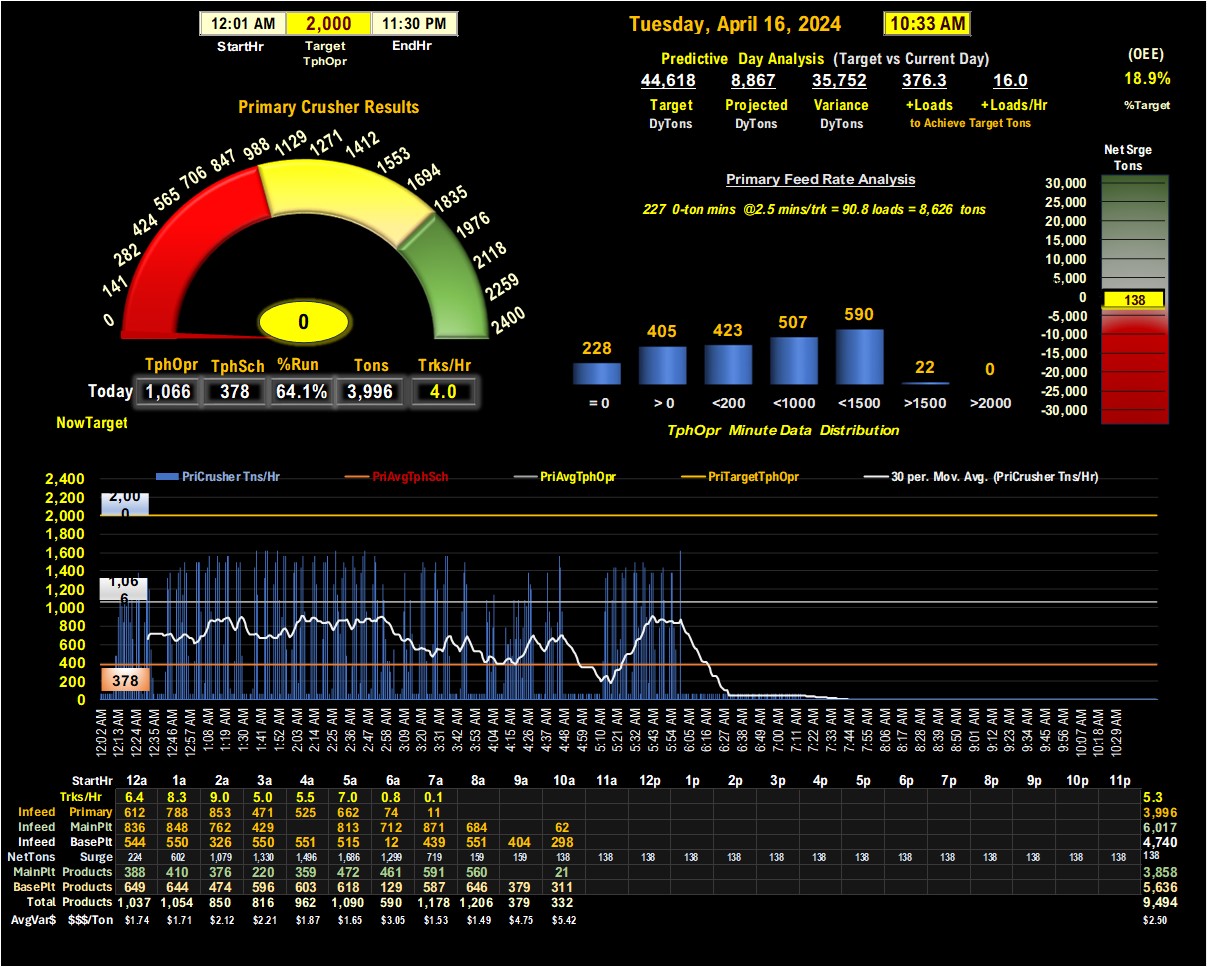 12:01 AM 2,000 11:30 PM
StartHr Target EndHr
TphOpr
Tuesday, April 16, 2024 10:33 AM
Predictive Day Analysis (Target vs Current Day)
44,618 8,867 35,752 376.3 16.0
Target Projected Variance +Loads +Loads/Hr
DyTons DyTons DyTons to Achieve Target Tons
(OEE)
18.9%
%Target
Primary Crusher Results
0 141 282 424 565 706 847 988 1129 1271 1412 1553 1694 1835 1976 2118 2259 2400
0
TphOpr TphSch %Run Tons Trks/Hr
Today 1,066 378 64.1% 3,996 4.0
NowTarget
Primary Feed Rate Analysis
227 0-ton mins @2.5 mins/trk = 90.8 loads = 8,626 tons
228 405 423 507 590 22 0
= 0 > 0 <200 <1000 <1500 >1500 >2000
TphOpr Minute Data Distribution
Net Srge
Tons
30,000
25,000
20,000
15,000
10,000
5,000
0 138
-5,000
-10,000
-15,000
-20,000
-25,000
-30,000
PriCrusher Tns/Hr PriAvgTphSch PriAvgTphOpr PriTargetTphOpr 30 per. Mov. Avg. (PriCrusher Tns/Hr)
2,400
2,200 2,000
2,000
1,800
1,600
1,400
1,200 1,066
1,000
800
600
400
200 378
0
12:02 AM 12:13 AM 12:24 AM 12:35 AM 12:46 AM 12:57 AM 1:08 AM 1:19 AM 1:30 AM 1:41 AM 1:52 AM 2:03 AM 2:14 AM 2:25 AM 2:36 AM 2:47 AM 2:58 AM 3:09 AM 3:20 AM 3:31 AM 3:42 AM 3:53 AM 4:04 AM 4:15 AM 4:26 AM 4:37 AM 4:48 AM 4:59 AM 5:10 AM 5:21 AM 5:32 AM 5:43 AM 5:54 AM 6:05 AM 6:16 AM 6:27 AM 6:38 AM 6:49 AM 7:00 AM 7:11 AM 7:22 AM 7:33 AM 7:44 AM 7:55 AM 8:06 AM 8:17 AM 8:28 AM 8:39 AM 8:50 AM 9:01 AM 9:12 AM 9:23 AM 9:34 AM 9:45 AM 9:56 AM 10:07 AM 10:18 AM 10:29 AM
StartHr 12a 1a 2a 3a 4a 5a 6a 7a 8a 9a 10a 11a 12p 1p 2p 3p 4p 5p 6p 7p 8p 9p 10p 11p
Trks/Hr 6.4 8.3 9.0 5.0 5.5 7.0 0.8 0.1 5.3
Infeed Primary 612 788 853 471 525 662 74 11 3,996
Infeed MainPlt 836 848 762 429 813 712 871 684 62 6,017
Infeed BasePlt 544 550 326 550 551 515 12 439 551 404 298 4,740
NetTons Surge 224 602 1,079 1,330 1,496 1,686 1,299 719 159 159 138 138 138 138 138 138 138 138 138 138 138 138 138 138 138
MainPlt Products 388 410 376 220 359 472 461 591 560 21 3,858
BasePlt Products 649 644 474 596 603 618 129 587 646 379 311 5,636
Total Products 1,037 1,054 850 816 962 1,090 590 1,178 1,206 379 332 9,494
AvgVar$ $$$/Ton $1.74 $1.71 $2.12 $2.21 $1.87 $1.65 $3.05 $1.53 $1.49 $4.75 $5.42 $2.50